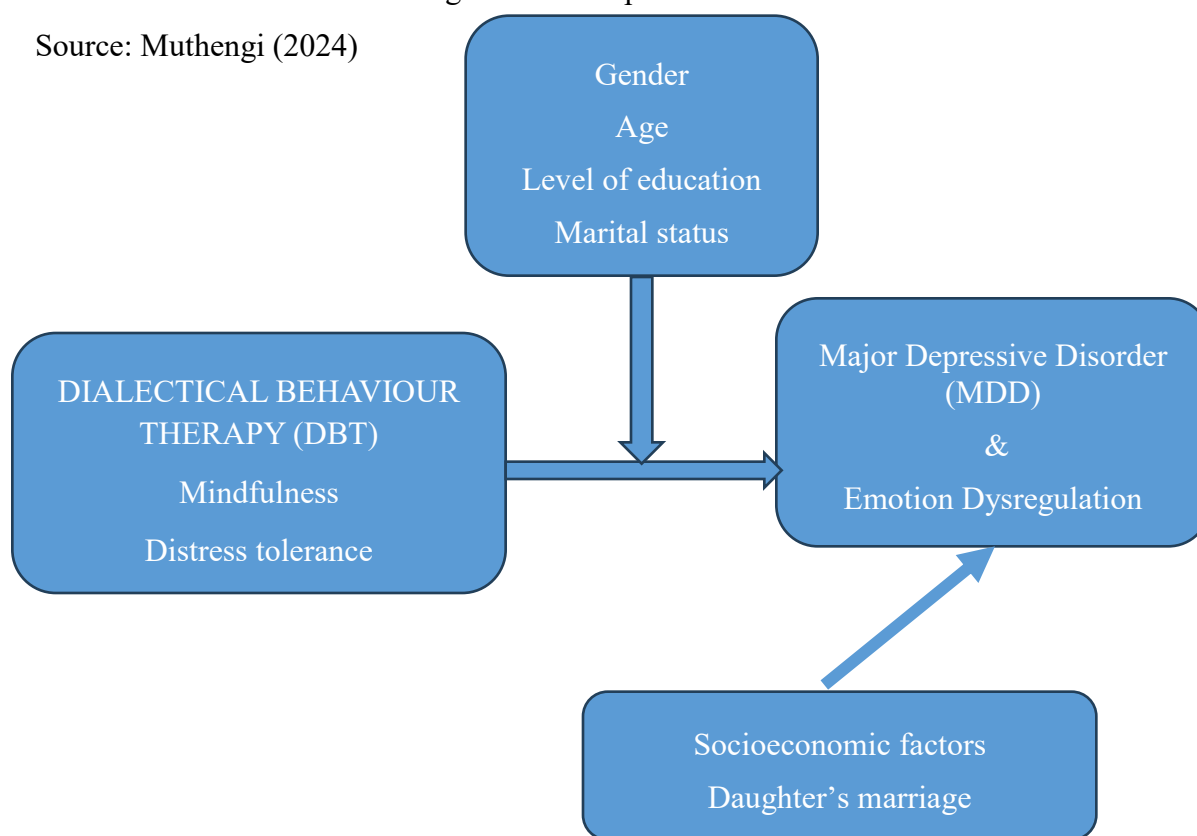 Source: Muthengi (2024)
Gender
Age
Level of education
Marital status
DIALECTICAL BEHAVIOUR
THERAPY (DBT)
Mindfulness
Distress tolerance
Major Depressive Disorder
(MDD)
&
Emotion Dysregulation
Socioeconomic factors
Daughter’s marriage